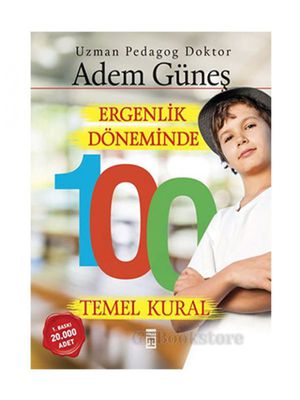 Uzman Pedagog Doktor
Adem Güneş
ERGENLİK
DÖNEMİNDE
100
TEMEL KURAL
1. BASKI
20.000
ADET